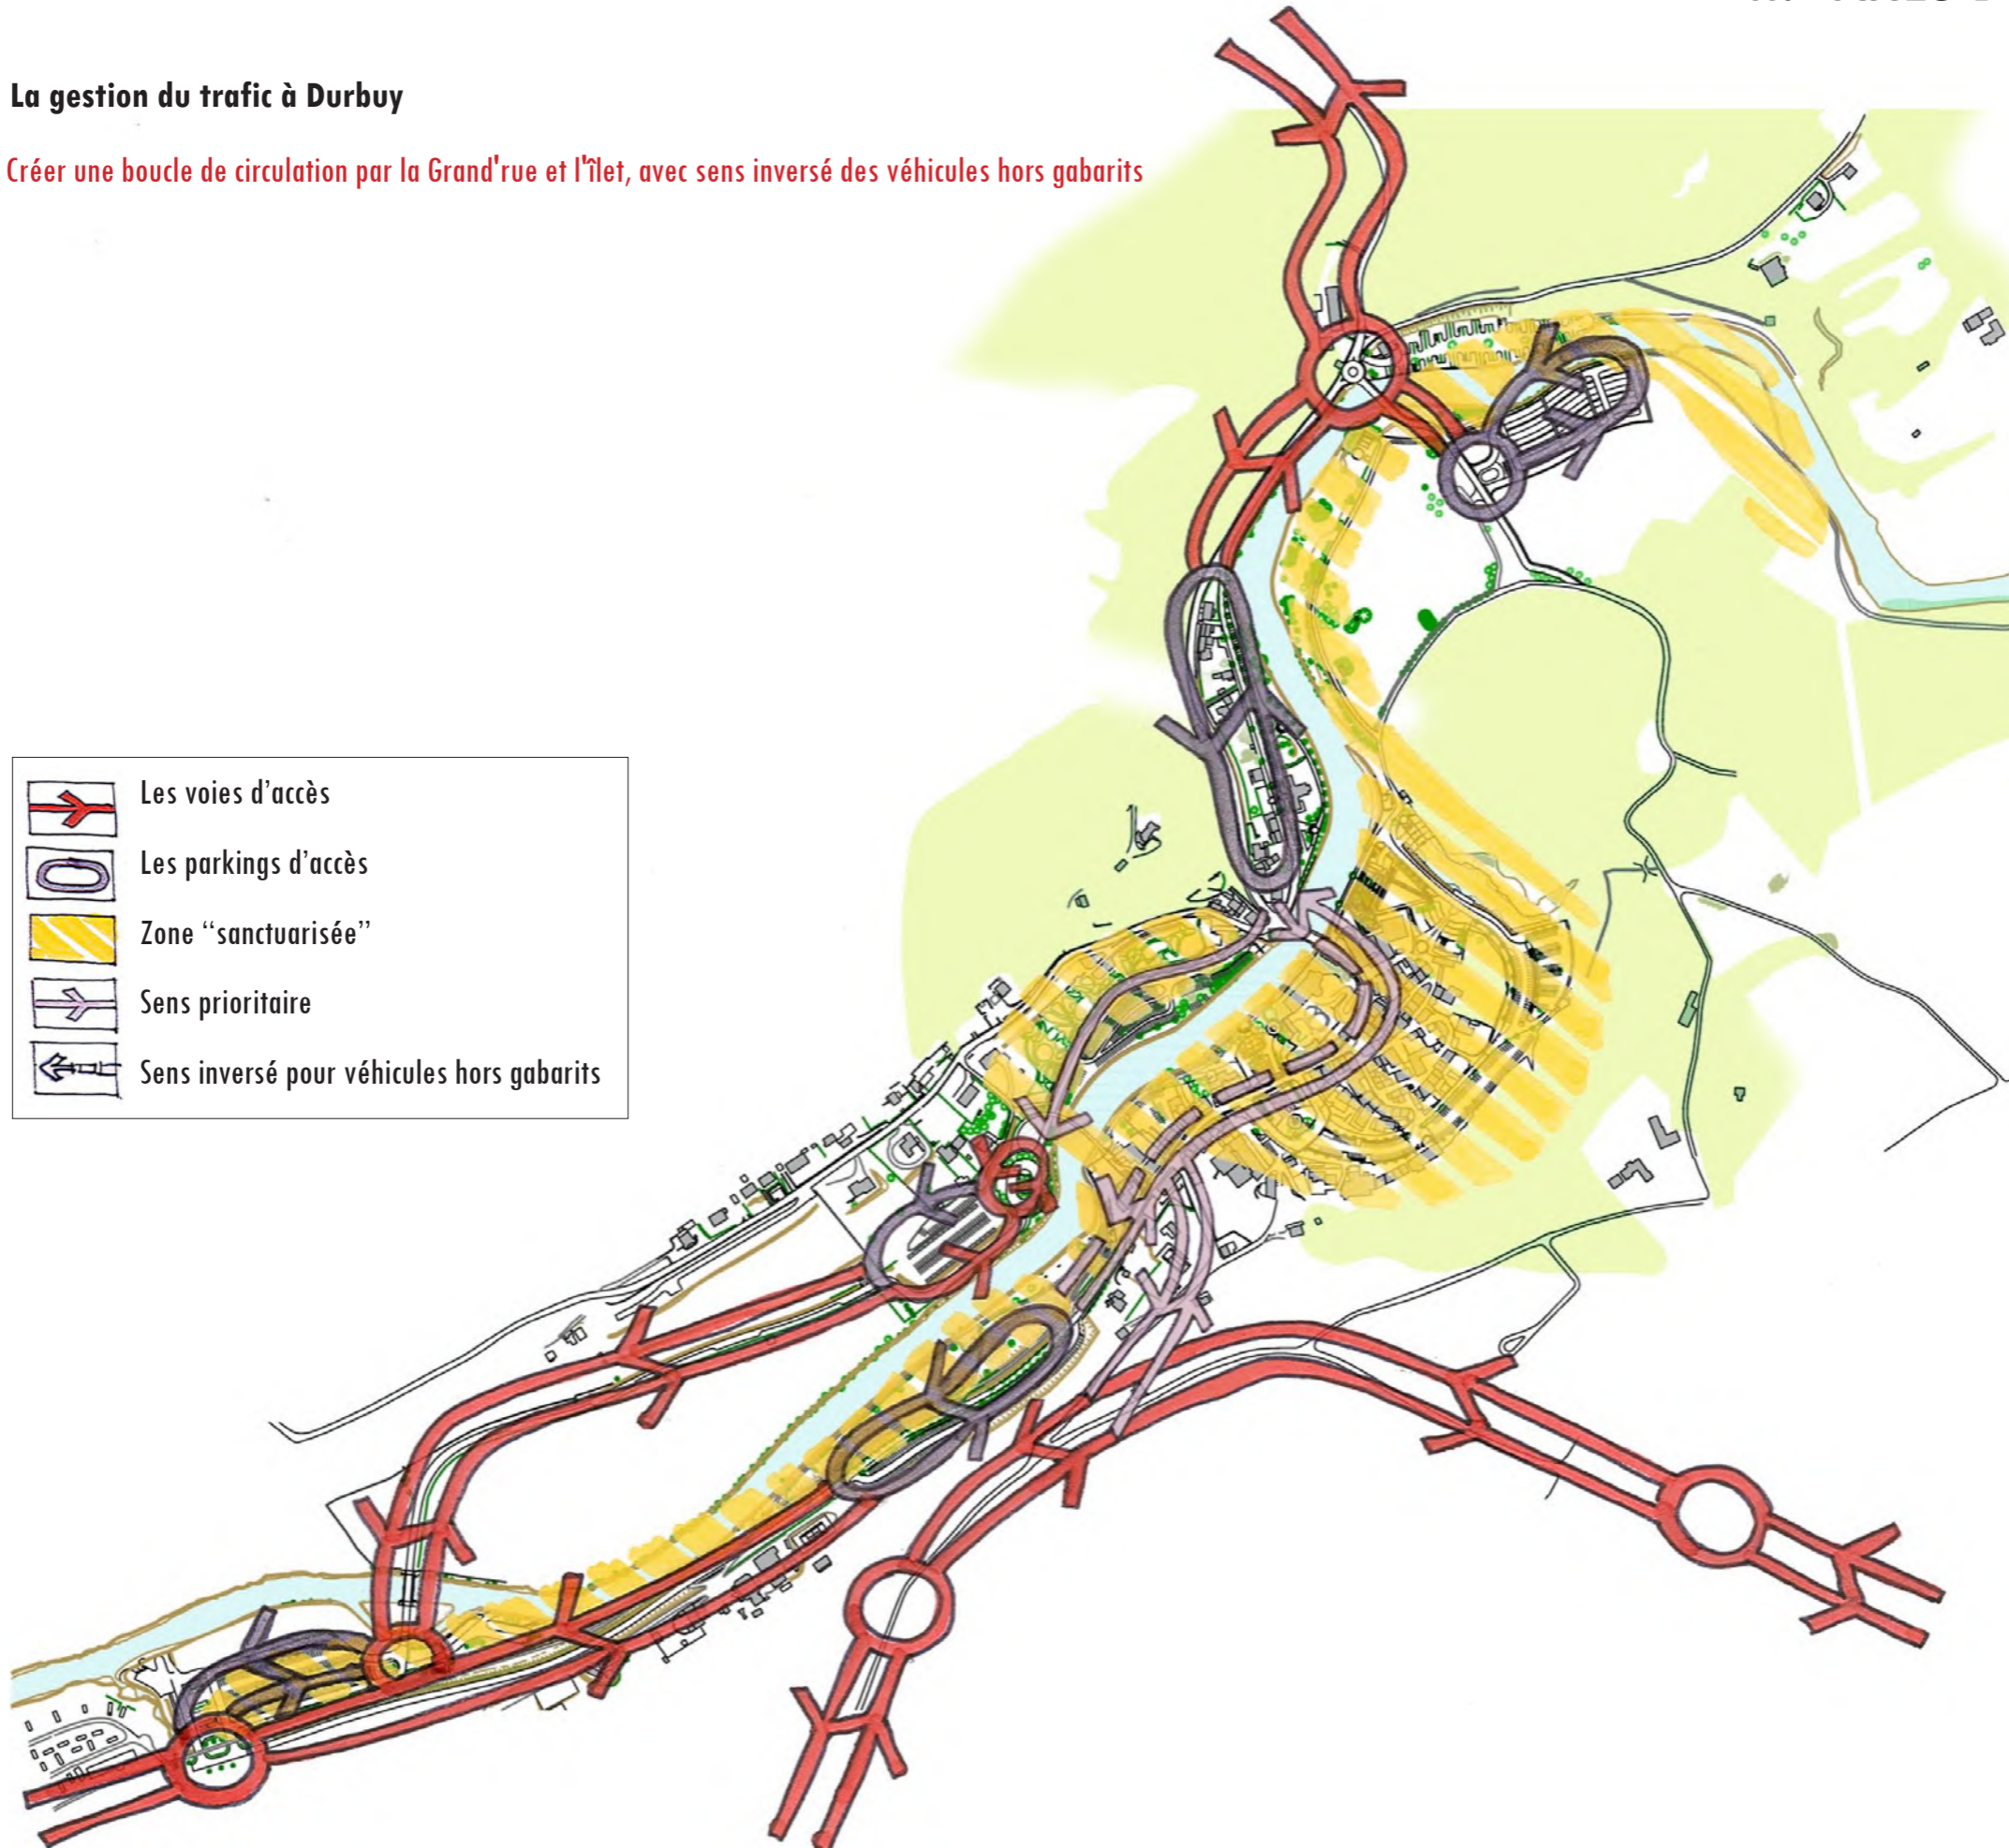 La gestion du trafic à Durbuy
Créer une boucle de circulation par la Grand'rue et l'îlet, avec sens inversé des véhicules hors gabarits
Les voies d'accès
Les parkings d'accès
Zone “sanctuarisée”
Sens prioritaire
Sens inversé pour véhicules hors gabarits